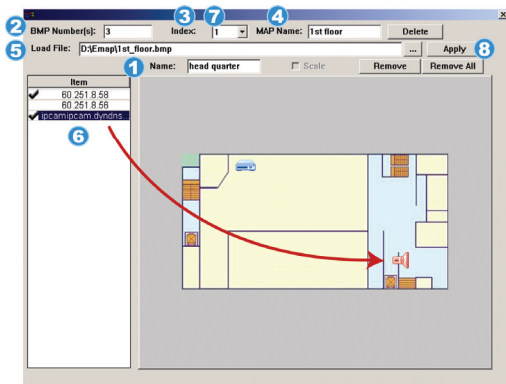 3 7 4
2 BMP Number(s): 3 Index: 1 MAP Name: 1st floor Delete
5 Load File: D:\Emap\1st_floor.bmp ... Apply 8
1 Name: head quarter Scale Remove Remove All
Item
60.251.8.58
60.251.8.56
ipcamipcam.dyndns.
6